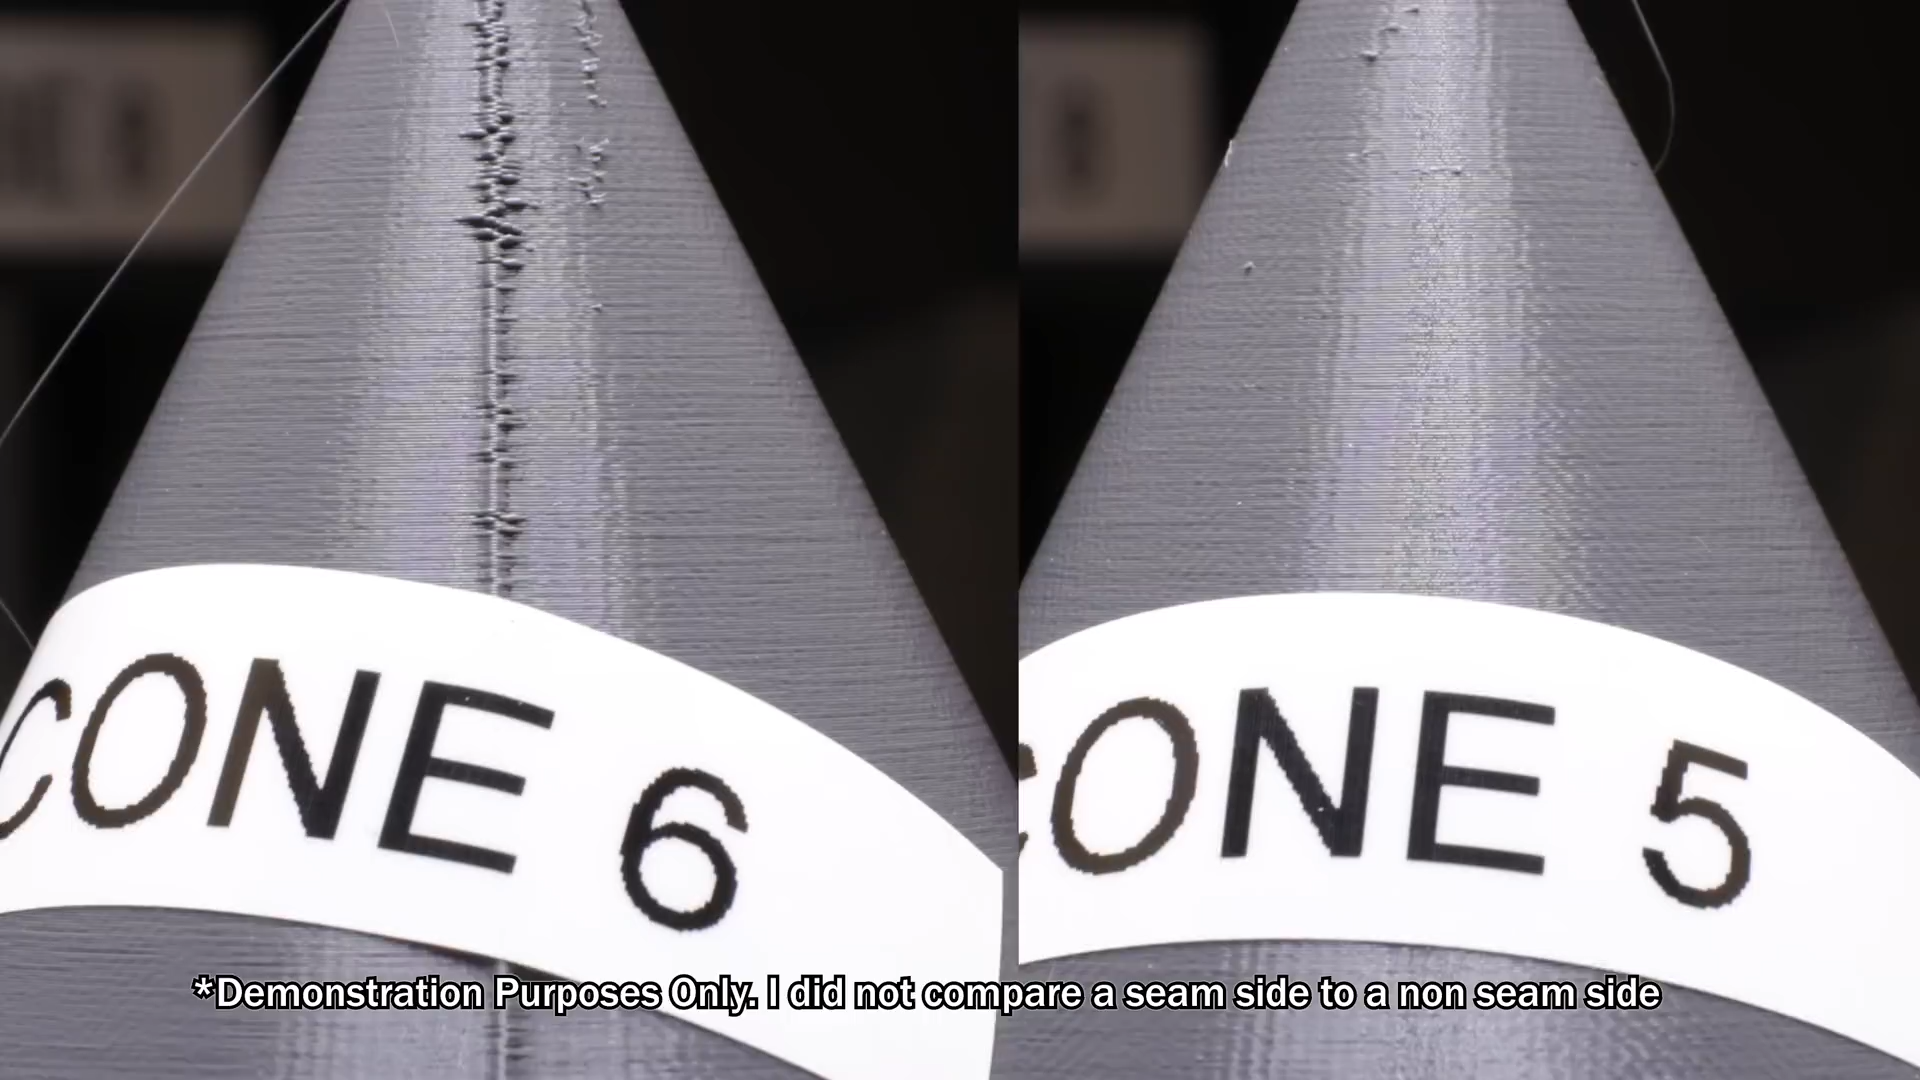 CONE 6
CONE 5
*Demonstration Purposes Only. I did not compare a seam side to a non seam side